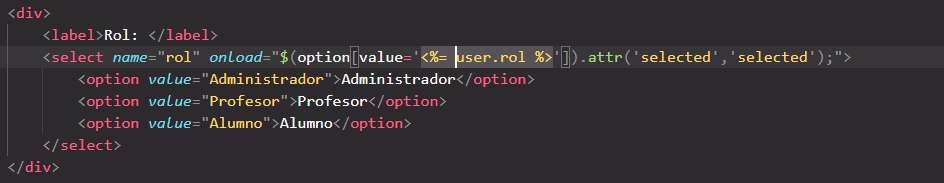 <div>
<label>Rol: </label>
<select name="rol" onload="$(option[value='<%= user.rol %>']).attr('selected','selected');">
<option value="Administrador">Administrador</option>
<option value="Profesor">Profesor</option>
<option value="Alumno">Alumno</option>
</select>
</div>